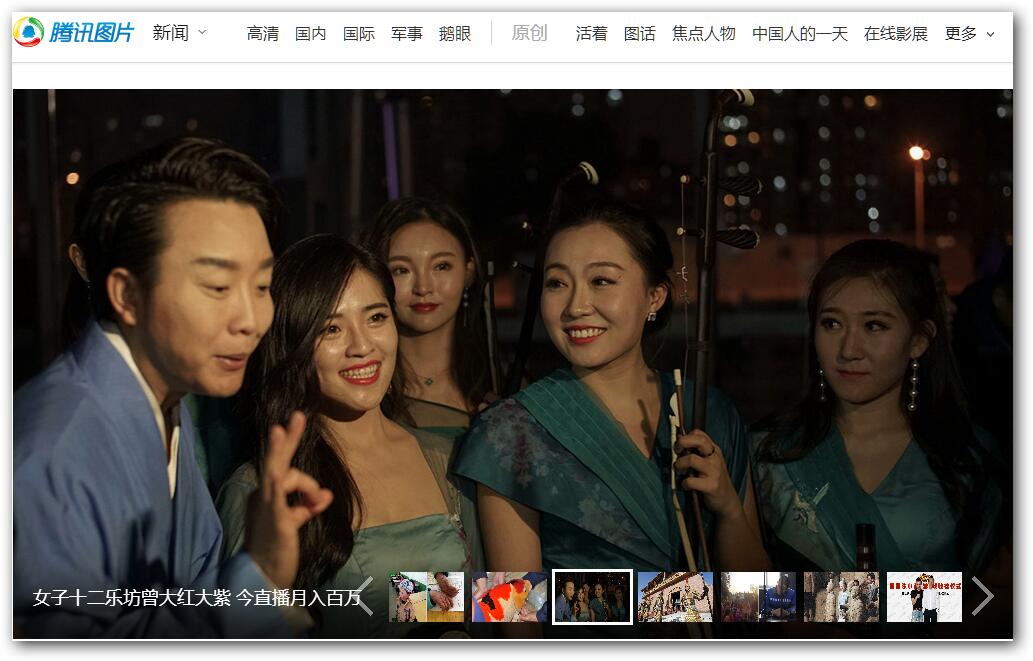 腾讯图片 新闻 高清 国内 国际 军事 鹅眼 原创 活着 图话 焦点人物 中国人的一天 在线影展 更多
女子十二乐坊曾大红大紫 今直播月入百万